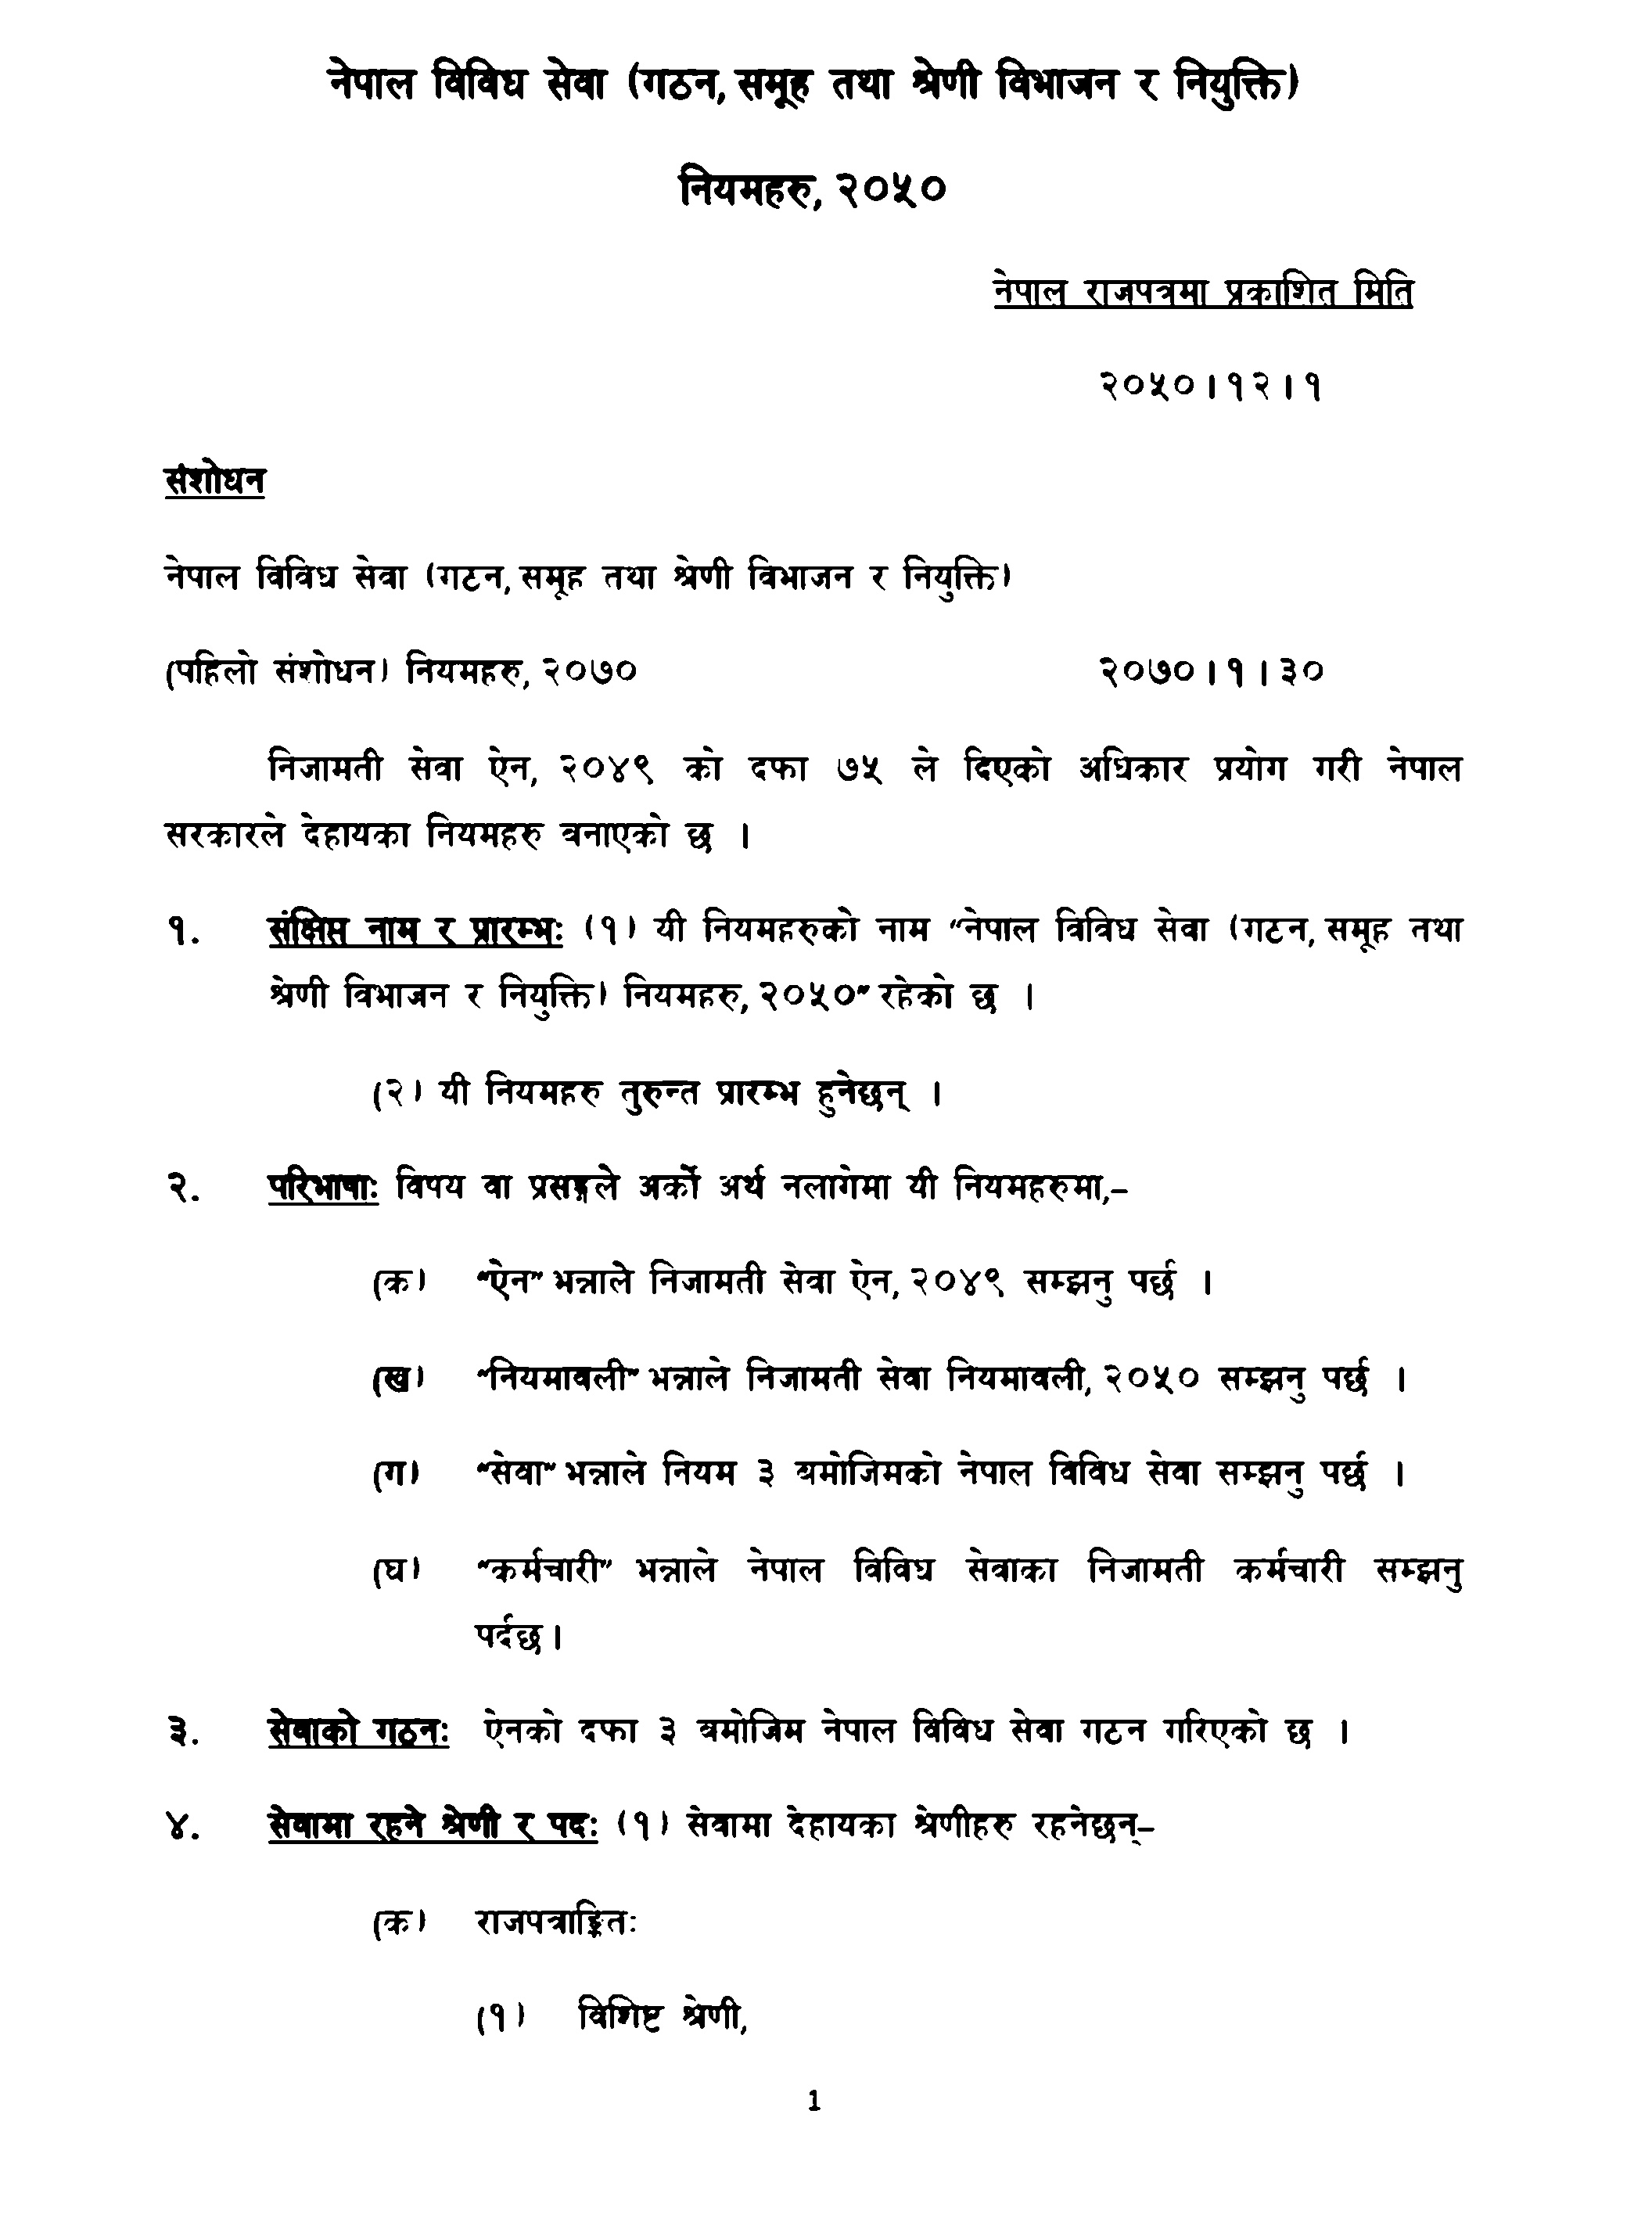 नेपाल विविध सेवा (गठन, समूह तथा श्रेणी विभाजन र नियुक्ति)
नियमहरु, २०५०
नेपाल राजपत्रमा प्रकाशित मिति
२०५०।१२।१
संशोधन
नेपाल विविध सेवा (गठन, समूह तथा श्रेणी विभाजन र नियुक्ति)
(पहिलो संशोधन) नियमहरु, २०७० २०७०।१।३०
निजामती सेवा ऐन, २०४९ को दफा ७५ ले दिएको अधिकार प्रयोग गरी नेपाल
सरकारले देहायका नियमहरु बनाएको छ ।
१. संक्षिप्त नाम र प्रारम्भः (१) यी नियमहरुको नाम “नेपाल विविध सेवा (गठन, समूह तथा
श्रेणी विभाजन र नियुक्ति) नियमहरु, २०५०” रहेको छ ।
(२) यी नियमहरु तुरुन्त प्रारम्भ हुनेछन् ।
२. परिभाषाः विषय वा प्रसङ्गले अर्को अर्थ नलागेमा यी नियमहरुमा,–
(क) “ऐन” भन्नाले निजामती सेवा ऐन, २०४९ सम्झनु पर्छ ।
(ख) “नियमावली” भन्नाले निजामती सेवा नियमावली, २०५० सम्झनु पर्छ ।
(ग) “सेवा” भन्नाले नियम ३ बमोजिमको नेपाल विविध सेवा सम्झनु पर्छ ।
(घ) “कर्मचारी” भन्नाले नेपाल विविध सेवाका निजामती कर्मचारी सम्झनु
पर्दछ।
३. सेवाको गठनः ऐनको दफा ३ बमोजिम नेपाल विविध सेवा गठन गरिएको छ ।
४. सेवामा रहने श्रेणी र पदः (१) सेवामा देहायका श्रेणीहरु रहनेछन्–
(क) राजपत्राङ्कितः
(१) विशिष्ट श्रेणी,
1